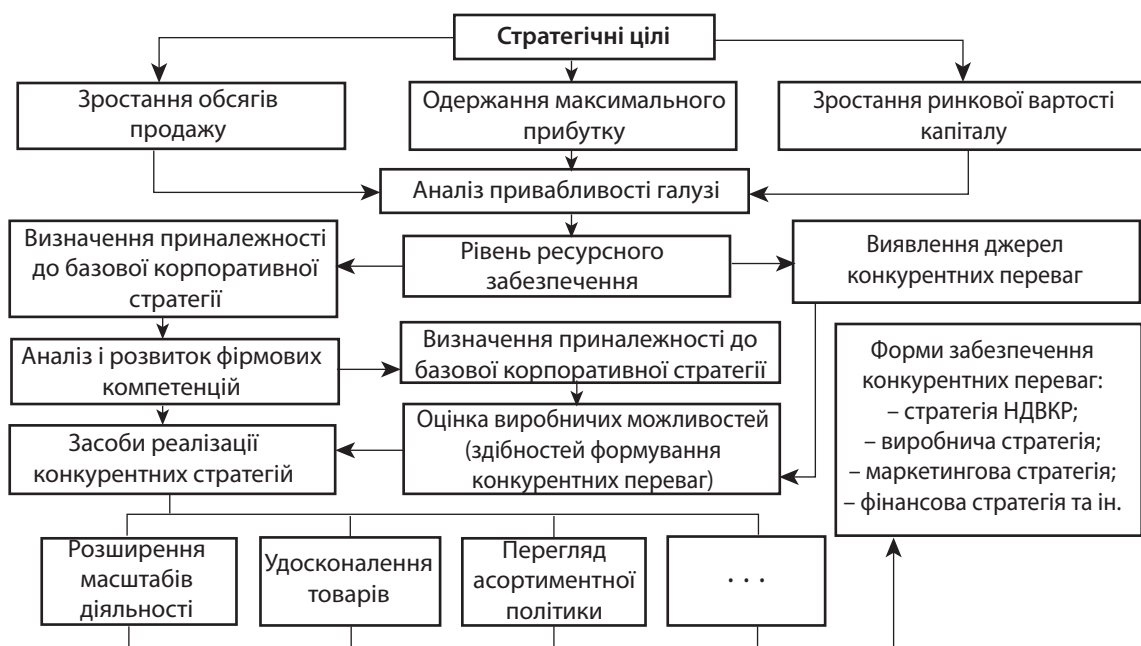 Стратегічні цілі
Зростання обсягів
продажу
Одержання максимального
прибутку
Зростання ринкової вартості
капіталу
Аналіз привабливості галузі
Визначення приналежності
до базової корпоративної
стратегії
Рівень ресурсного
забезпечення
Виявлення джерел
конкурентних переваг
Аналіз і розвиток фірмових
компетенцій
Визначення приналежності до
базової корпоративної стратегії
Форми забезпечення
конкурентних переваг:
– стратегія НДВКР;
– виробнича стратегія;
– маркетингова стратегія;
– фінансова стратегія та ін.
Засоби реалізації
конкурентних стратегій
Оцінка виробничих можливостей
(здібностей формування
конкурентних переваг)
Розширення
масштабів
діяльності
Удосконалення
товарів
Перегляд
асортиментної
політики
. . .